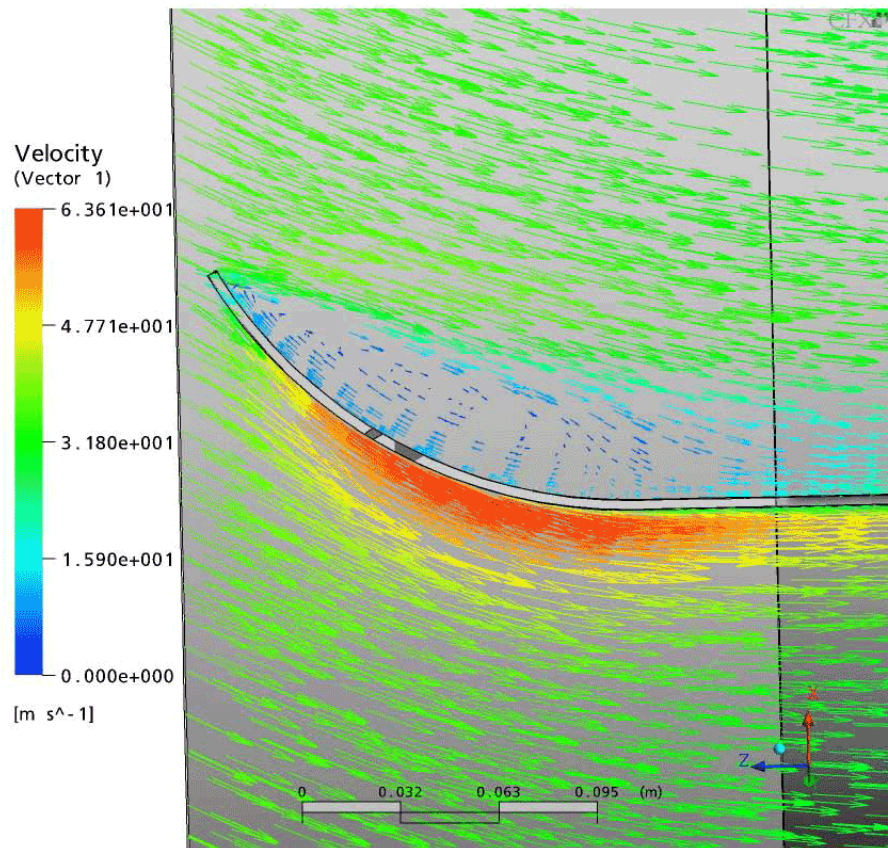 CFX
Velocity
(Vector 1)
6.361e+001
4.771e+001
3.180e+001
1.590e+001
0.000e+000
[m s^-1]
X
Z
0 0.032 0.063 0.095 (m)